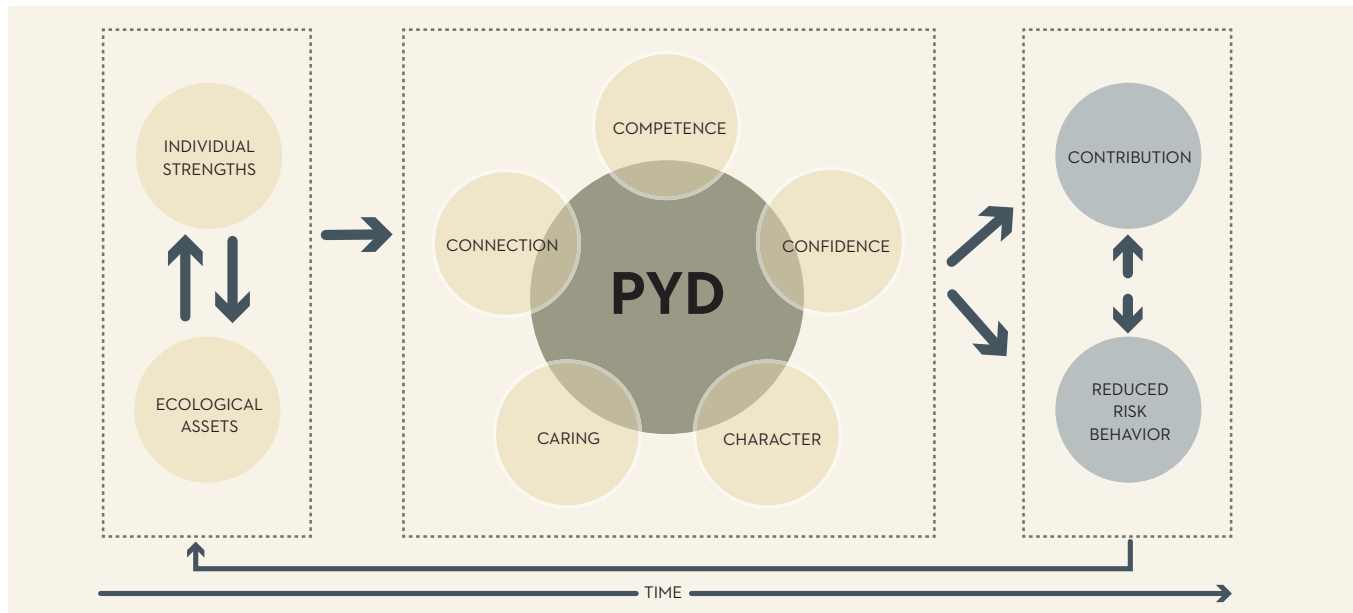 INDIVIDUAL
STRENGTHS
ECOLOGICAL
ASSETS
COMPETENCE
CONNECTION
CONFIDENCE
PYD
CARING
CHARACTER
CONTRIBUTION
REDUCED
RISK
BEHAVIOR
TIME